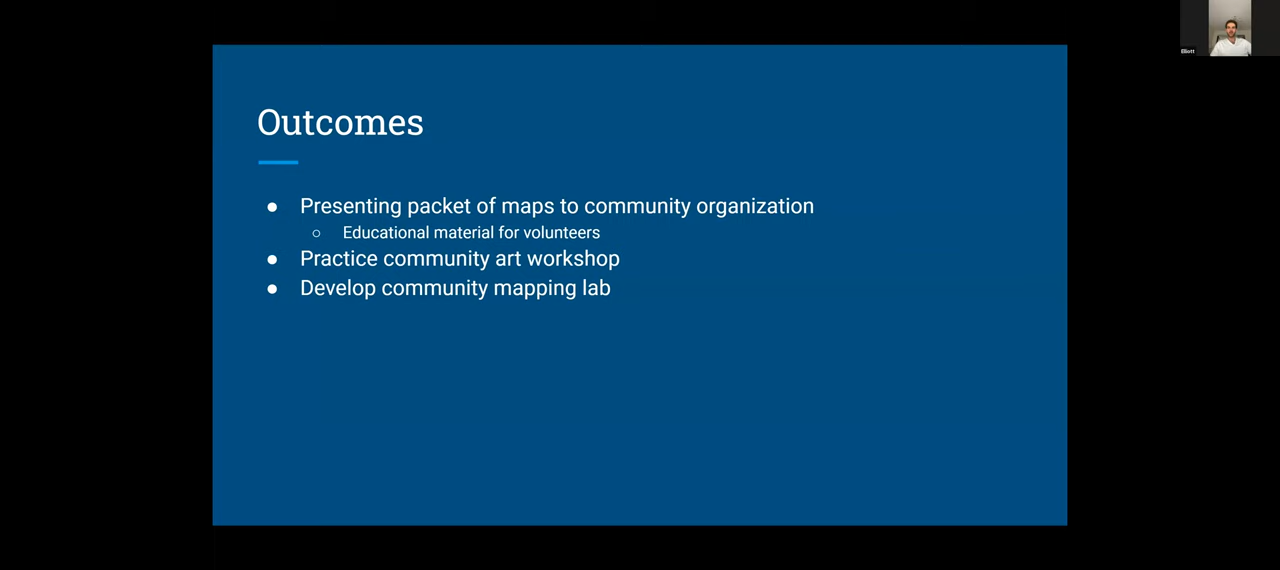 Elliott
Outcomes
● Presenting packet of maps to community organization
○ Educational material for volunteers
● Practice community art workshop
● Develop community mapping lab